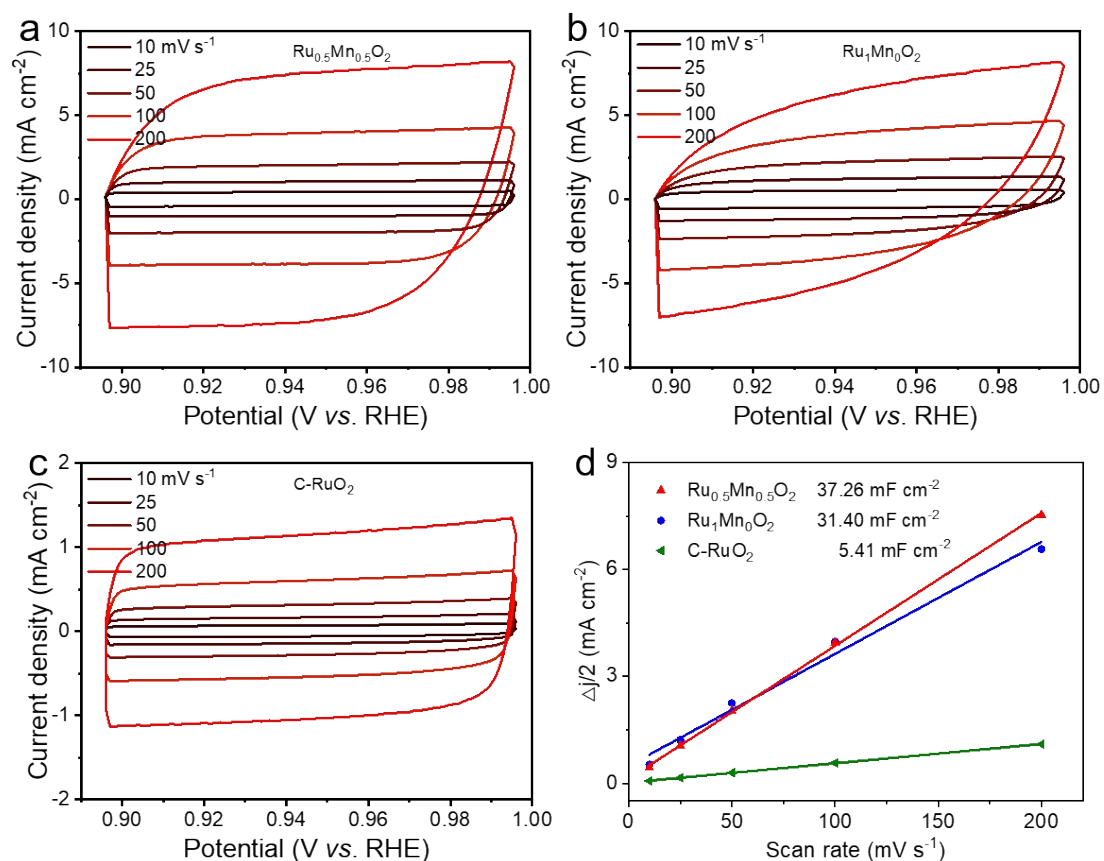 a
10 mV s⁻¹
25
50
100
200
Ru₀.₅Mn₀.₅O₂
10
5
0
-5
-10
Current density (mA cm⁻²)
0.90 0.92 0.94 0.96 0.98 1.00
Potential (V vs. RHE)
b
10 mV s⁻¹
25
50
100
200
Ru₁Mn₀O₂
10
5
0
-5
-10
Current density (mA cm⁻²)
0.90 0.92 0.94 0.96 0.98 1.00
Potential (V vs. RHE)
c
10 mV s⁻¹
25
50
100
200
C-RuO₂
2
1
0
-1
-2
Current density (mA cm⁻²)
0.90 0.92 0.94 0.96 0.98 1.00
Potential (V vs. RHE)
d
Ru₀.₅Mn₀.₅O₂ 37.26 mF cm⁻²
Ru₁Mn₀O₂ 31.40 mF cm⁻²
C-RuO₂ 5.41 mF cm⁻²
9
6
3
0
△j/2 (mA cm⁻²)
0 50 100 150 200
Scan rate (mV s⁻¹)